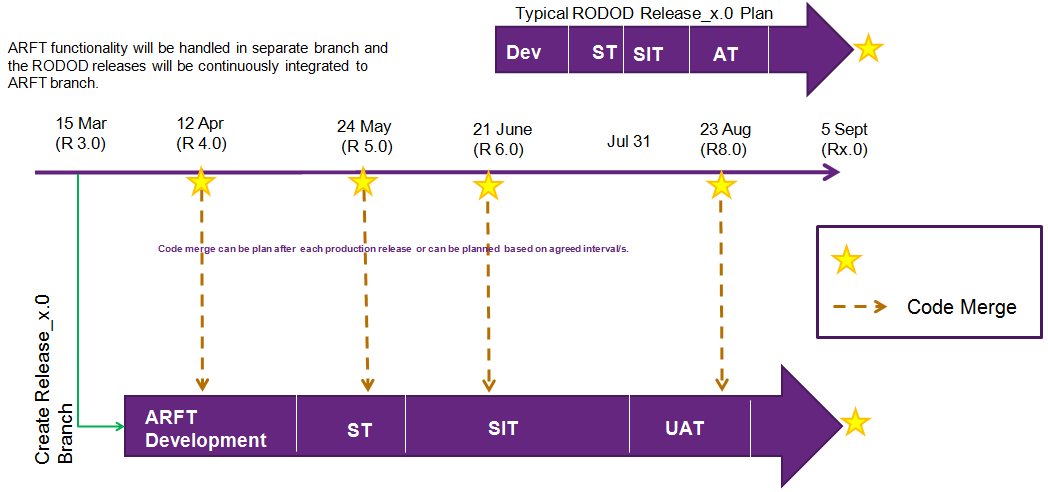 Typical RODOD Release_x.0 Plan
ARFT functionality will be handled in separate branch and
the RODOD releases will be continuously integrated to
ARFT branch.
Dev
ST
SIT
AT
15 Mar
(R 3.0)
12 Apr
(R 4.0)
24 May
(R 5.0)
21 June
(R 6.0)
Jul 31
23 Aug
(R8.0)
5 Sept
(Rx.0)
Code merge can be plan after each production release or can be planned based on agreed interval/s.
Code Merge
Create Release_x.0
Branch
ARFT
Development
ST
SIT
UAT